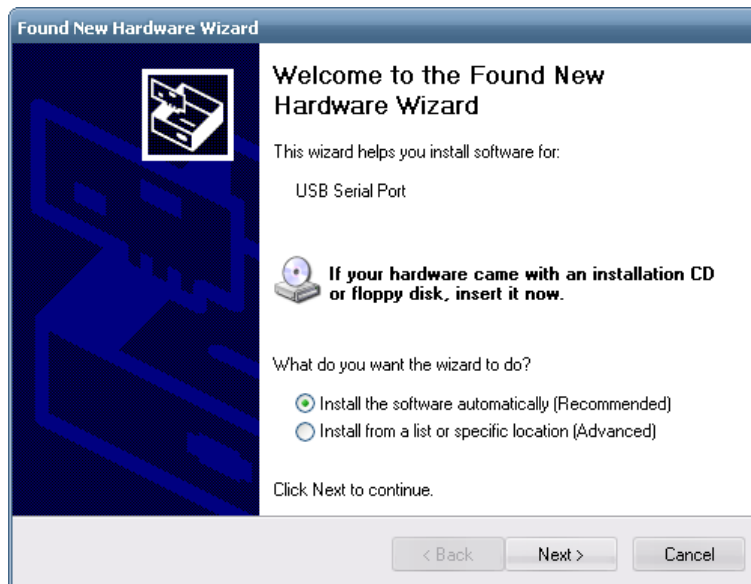 Found New Hardware Wizard
Welcome to the Found New
Hardware Wizard
This wizard helps you install software for:
USB Serial Port
If your hardware came with an installation CD
or floppy disk, insert it now.
What do you want the wizard to do?
Install the software automatically (Recommended)
Install from a list or specific location (Advanced)
Click Next to continue.
< Back Next > Cancel